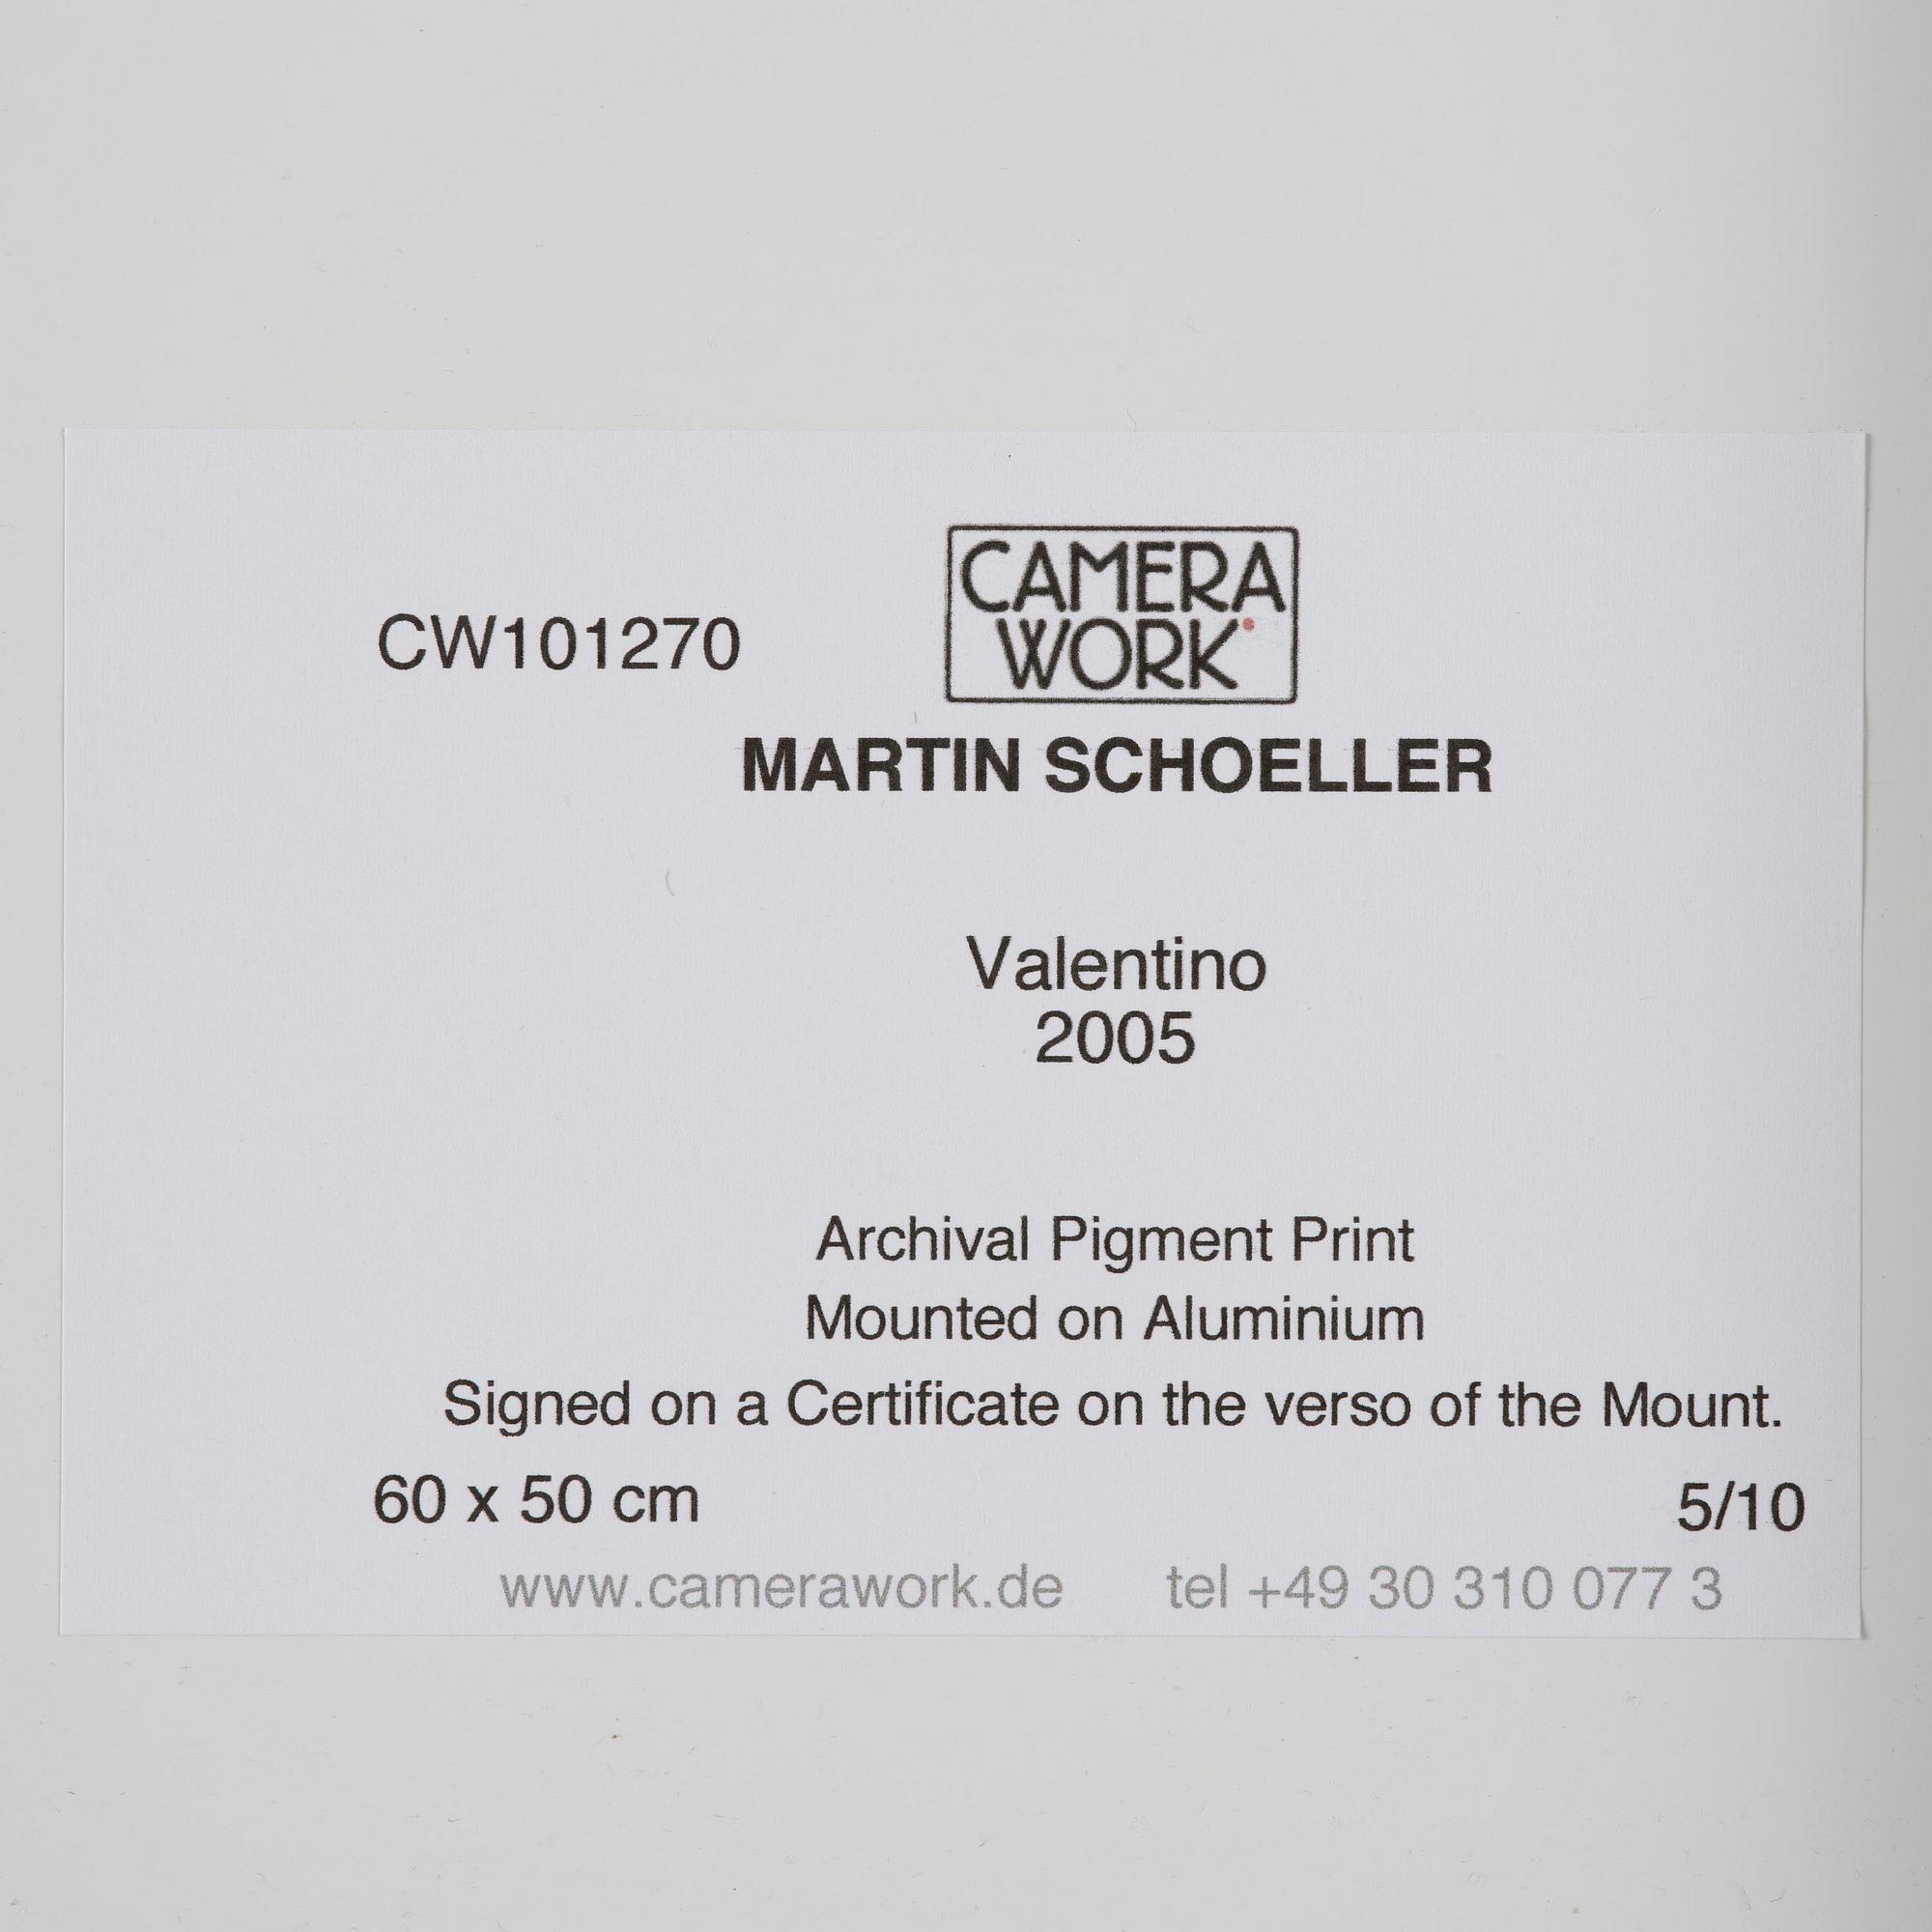 CW101270
CAMERA
WORK
MARTIN SCHOELLER
Valentino
2005
Archival Pigment Print
Mounted on Aluminium
Signed on a Certificate on the verso of the Mount.
60 x 50 cm 5/10
www.camerawork.de tel +49 30 310 077 3